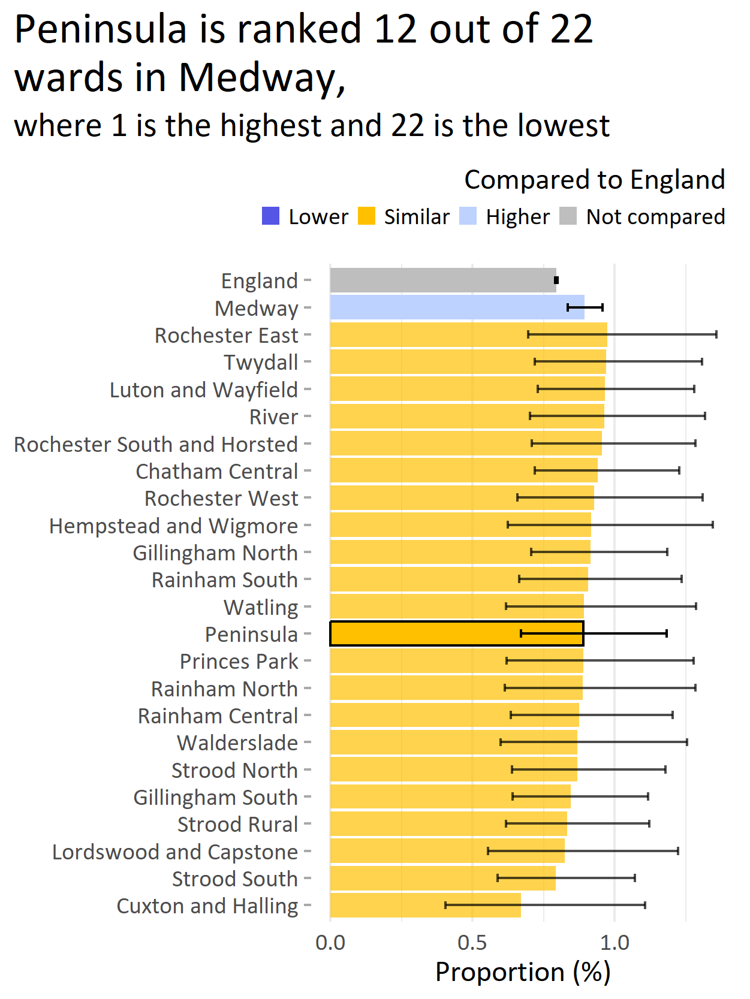 Peninsula is ranked 12 out of 22
wards in Medway,
where 1 is the highest and 22 is the lowest
Compared to England
Lower Similar Higher Not compared
England
Medway
Rochester East
Twydall
Luton and Wayfield
River
Rochester South and Horsted
Chatham Central
Rochester West
Hempstead and Wigmore
Gillingham North
Rainham South
Watling
Peninsula
Princes Park
Rainham North
Rainham Central
Walderslade
Strood North
Gillingham South
Strood Rural
Lordswood and Capstone
Strood South
Cuxton and Halling
0.0 0.5 1.0
Proportion (%)